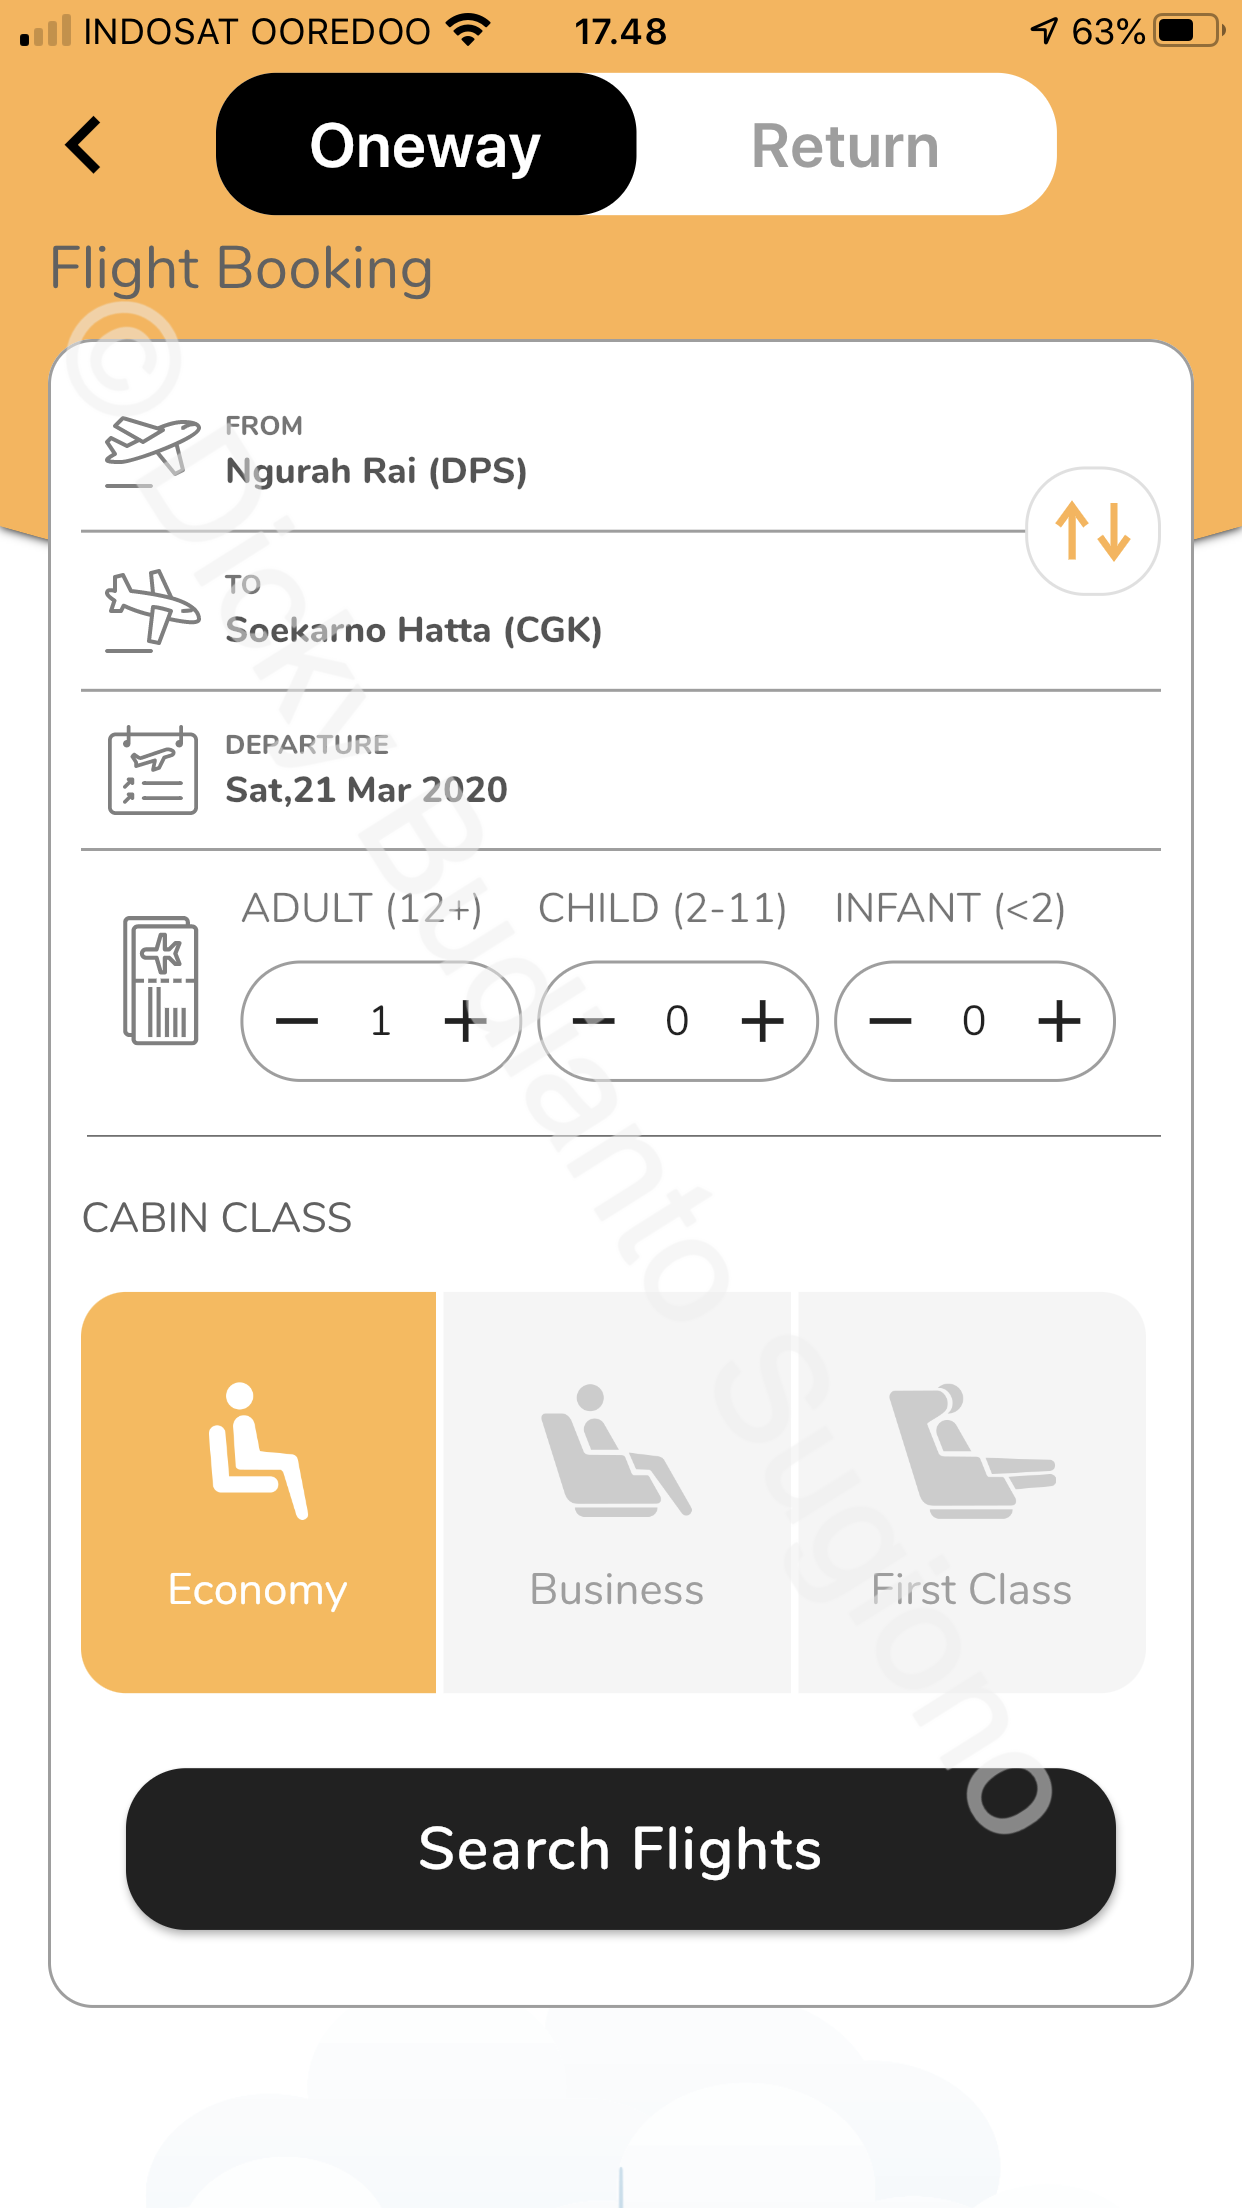 INDOSAT OOREDOO 17.48 63%
Oneway Return
Flight Booking
FROM
Ngurah Rai (DPS)
TO
Soekarno Hatta (CGK)
DEPARTURE
Sat,21 Mar 2020
ADULT (12+) CHILD (2-11) INFANT (<2)
1 0 0
CABIN CLASS
Economy Business First Class
Search Flights
© Dicky Budianto Sugiono